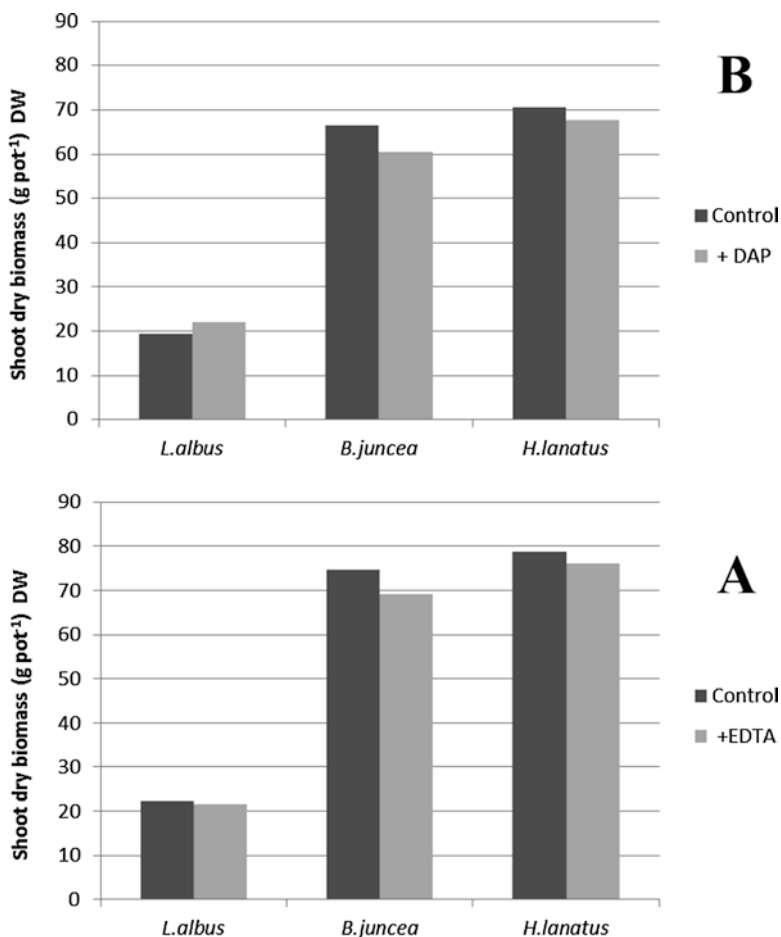 Shoot dry biomass (g pot⁻¹) DW
90
80
70
60
50
40
30
20
10
0
L.albus B.juncea H.lanatus
B
Control
+ DAP
Shoot dry biomass (g pot⁻¹) DW
90
80
70
60
50
40
30
20
10
0
L.albus B.juncea H.lanatus
A
Control
+EDTA